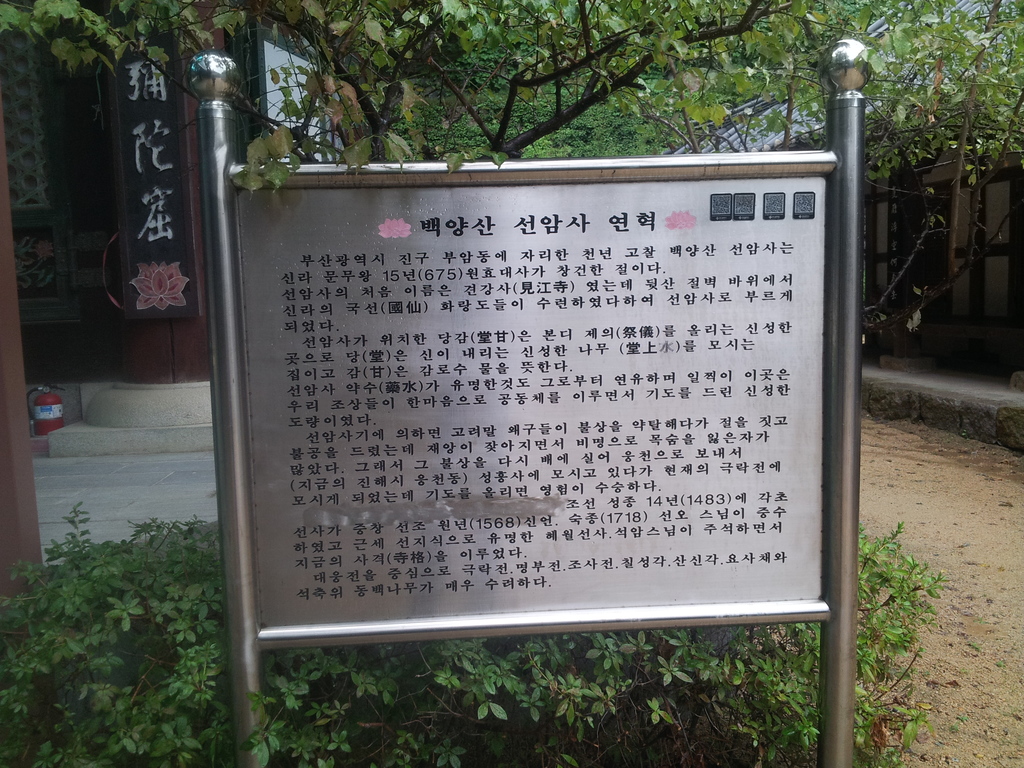 彌陀窟
백양산 선암사 연혁
부산광역시 진구 부암동에 자리한 천년 고찰 백양산 선암사는
신라 문무왕 15년(675)원효대사가 창건한 절이다.
선암사의 처음 이름은 견강사(見江寺) 였는데 뒷산 절벽 바위에서
신라의 국선(國仙) 화랑도들이 수련하였다하여 선암사로 부르게
되었다.
선암사가 위치한 당감(堂甘)은 본디 제의(祭儀)를 올리는 신성한
곳으로 당(堂)은 신이 내리는 신성한 나무 (堂上水)를 모시는
집이고 감(甘)은 감로수 물을 뜻한다.
선암사 약수(藥水)가 유명한것도 그로부터 연유하며 일찍이 이곳은
우리 조상들이 한마음으로 공동체를 이루면서 기도를 드린 신성한
도량이었다.
선암사기에 의하면 고려말 왜구들이 불상을 약탈해다가 절을 짓고
불공을 드렸는데 재앙이 잦아지면서 비명으로 목숨을 잃은자가
많았다. 그래서 그 불상을 다시 배에 실어 웅천으로 보내서
(지금의 진해시 웅천동) 성흥사에 모시고 있다가 현재의 극락전에
모시게 되었는데 기도를 올리면 영험이 수승하다.
조선 성종 14년(1483)에 각초
선사가 중창 선조 원년(1568)신언. 숙종(1718) 선오 스님이 중수
하였고 근세 선지식으로 유명한 혜월선사.석암스님이 주석하면서
지금의 사격(寺格)을 이루었다.
대웅전을 중심으로 극락전.명부전.조사전.칠성각.산신각.요사채와
석축위 동백나무가 매우 수려하다.